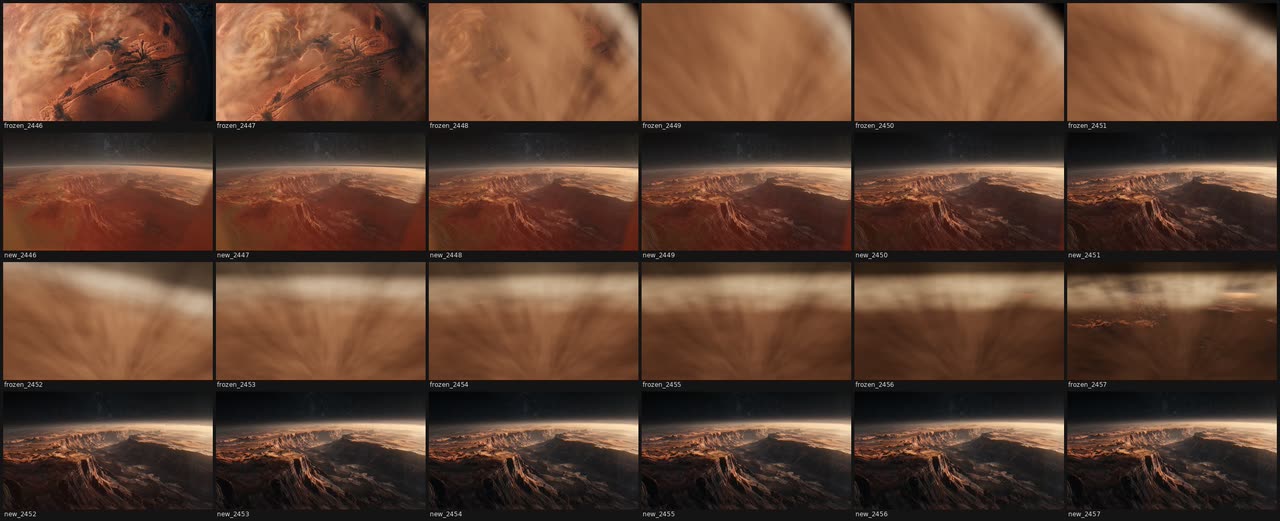 frozen_2446 frozen_2447 frozen_2448 frozen_2449 frozen_2450 frozen_2451
new_2446 new_2447 new_2448 new_2449 new_2450 new_2451
frozen_2452 frozen_2453 frozen_2454 frozen_2455 frozen_2456 frozen_2457
new_2452 new_2453 new_2454 new_2455 new_2456 new_2457